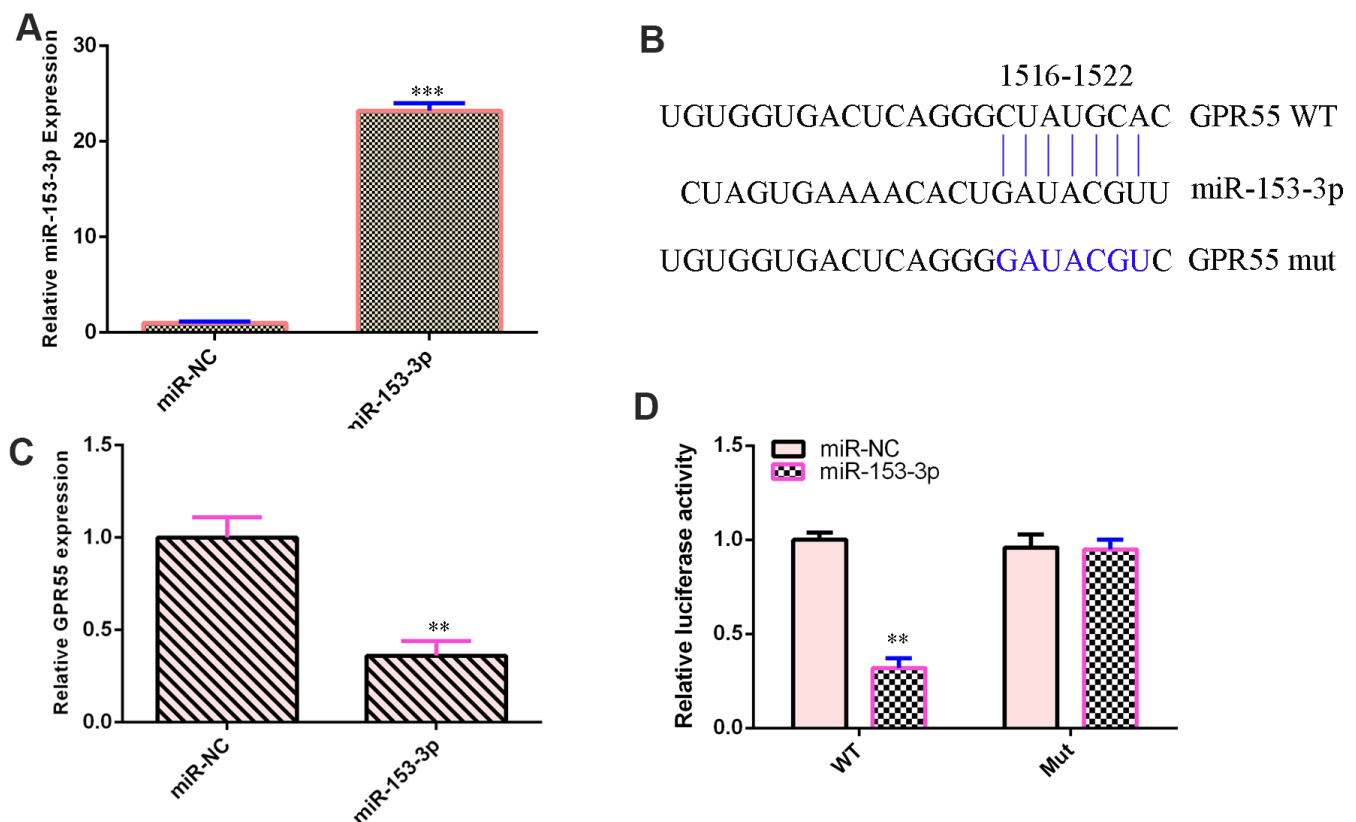 A
Relative miR-153-3p Expression
30
20
10
0
***
miR-NC
miR-153-3p
B
1516-1522
UGUGGUGACUCAGGGCUAUGCAC GPR55 WT
CUAGUGAAAACACUGAUACGUU miR-153-3p
UGUGGUGACUCAGGGGAUACGUC GPR55 mut
C
Relative GPR55 expression
1.5
1.0
0.5
0.0
**
miR-NC
miR-153-3p
D
Relative luciferase activity
1.5
1.0
0.5
0.0
miR-NC
miR-153-3p
**
WT
Mut